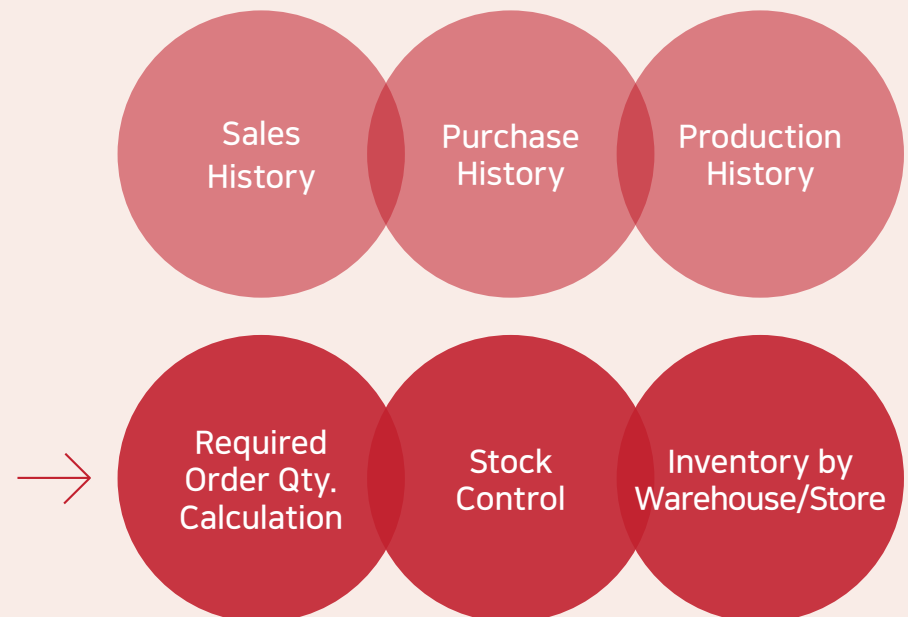 Sales
History
Purchase
History
Production
History
Required
Order Qty.
Calculation
Stock
Control
Inventory by
Warehouse/Store